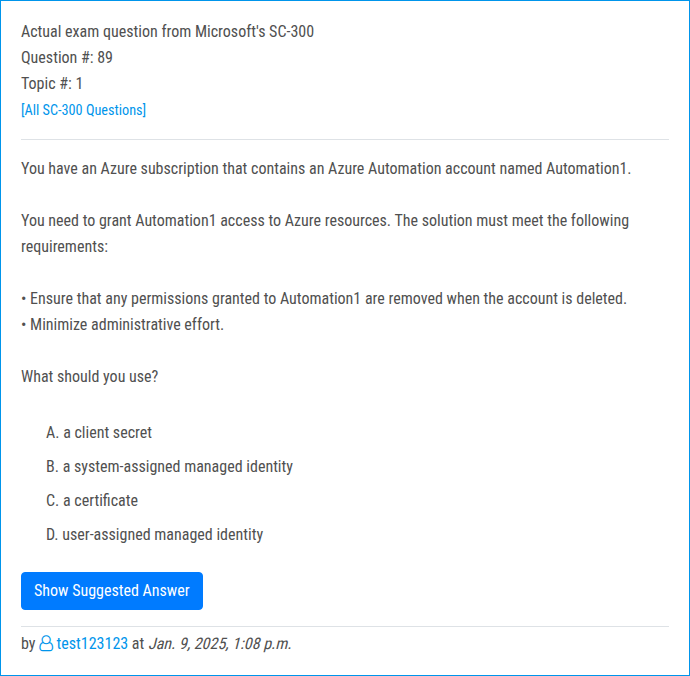 Actual exam question from Microsoft's SC-300
Question #: 89
Topic #: 1
[All SC-300 Questions]
You have an Azure subscription that contains an Azure Automation account named Automation1.
You need to grant Automation1 access to Azure resources. The solution must meet the following
requirements:
• Ensure that any permissions granted to Automation1 are removed when the account is deleted.
• Minimize administrative effort.
What should you use?
A. a client secret
B. a system-assigned managed identity
C. a certificate
D. user-assigned managed identity
Show Suggested Answer
by test123123 at Jan. 9, 2025, 1:08 p.m.